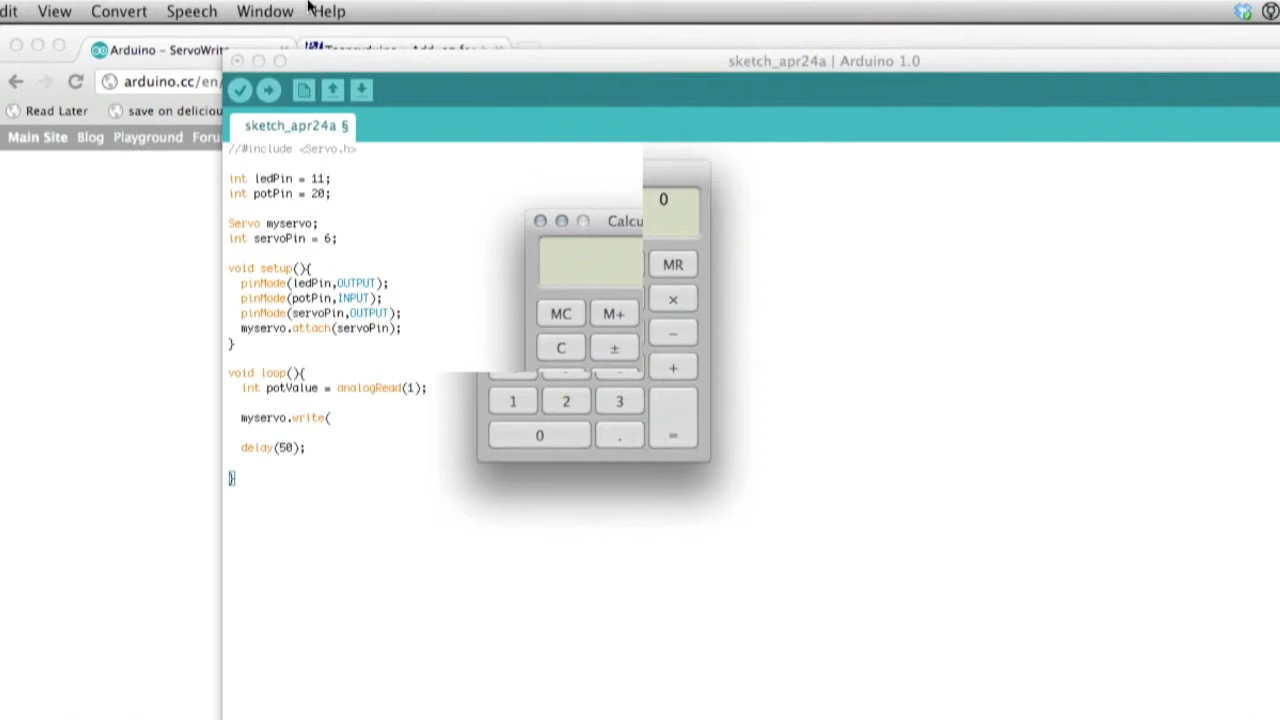 dit View Convert Speech Window Help
Arduino - ServoWrit
arduino.cc/en/
Read Later save on deliciou
Main Site Blog Playground Foru
sketch_apr24a | Arduino 1.0
sketch_apr24a §
//#include <Servo.h>
int ledPin = 11;
int potPin = 20;
Servo myservo;
int servoPin = 6;
void setup(){
pinMode(ledPin,OUTPUT);
pinMode(potPin,INPUT);
pinMode(servoPin,OUTPUT);
myservo.attach(servoPin);
}
void loop(){
int potValue = analogRead(1);
myservo.write(
delay(50);
}
0
Calcu
MR
×
MC M+
−
C ±
+
1 2 3
0 . =